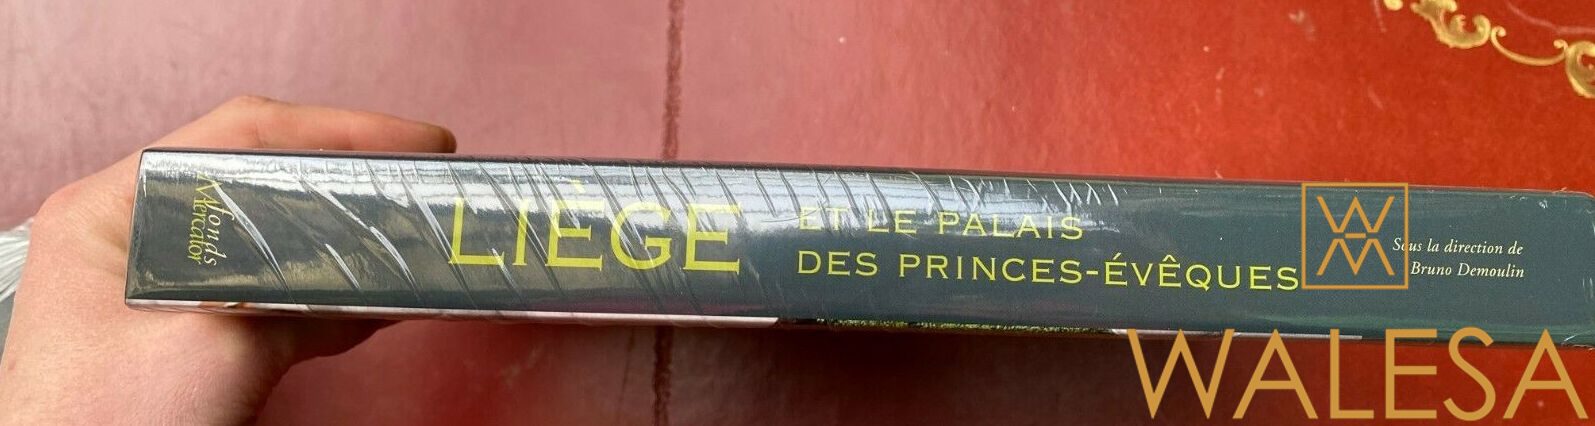 Fonds
Mercator
LIÈGE
ET LE PALAIS
DES PRINCES-ÉVÊQUES
Sous la direction de
Bruno Demoulin
WALESA